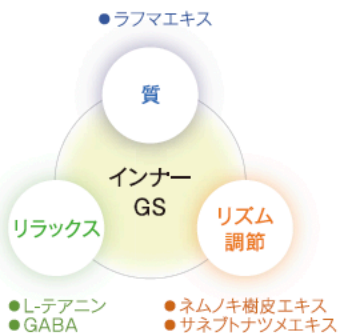 ●ラフマエキス
質
インナー
GS
リラックス
リズム
調節
●L-テアニン
●GABA
●ネムノキ樹皮エキス
●サネブトナツメエキス